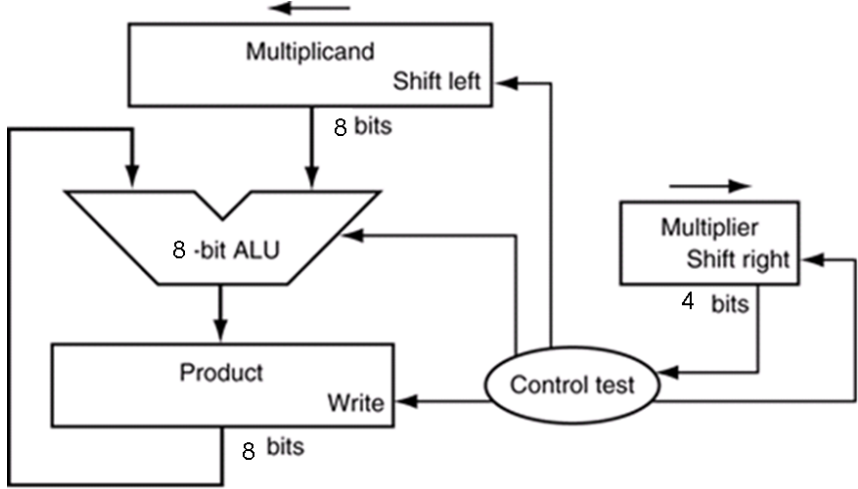 Multiplicand
Shift left
8 bits
8 -bit ALU
Multiplier
Shift right
4 bits
Product
Write
Control test
8 bits